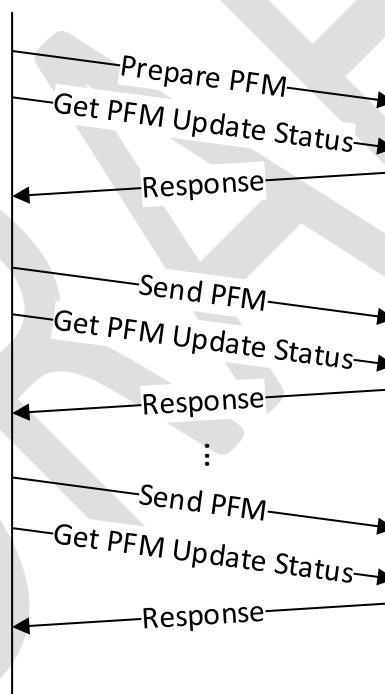 Prepare PFM
Get PFM Update Status
Response
Send PFM
Get PFM Update Status
Response
...
Send PFM
Get PFM Update Status
Response